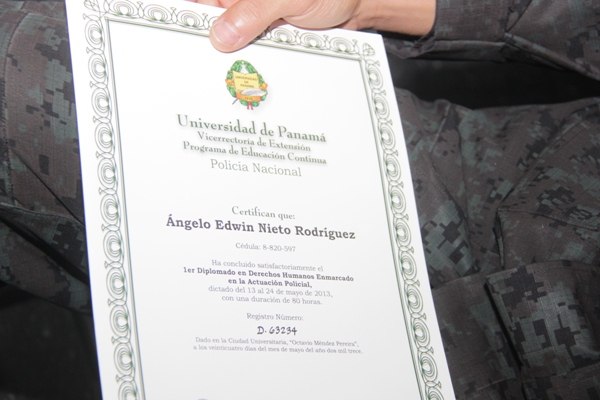 Universidad de Panamá
Vicerrectoría de Extensión
Programa de Educación Continua
Policía Nacional
Certifican que:
Ángelo Edwin Nieto Rodríguez
Cédula: 8-820-597
Ha concluido satisfactoriamente el
1er Diplomado en Derechos Humanos Enmarcado
en la Actuación Policial,
dictado del 13 al 24 de mayo de 2013,
con una duración de 80 horas.
Registro Número:
D-63234
Dado en la Ciudad Universitaria, "Octavio Méndez Pereira",
a los veinticuatro días del mes de mayo del año dos mil trece.